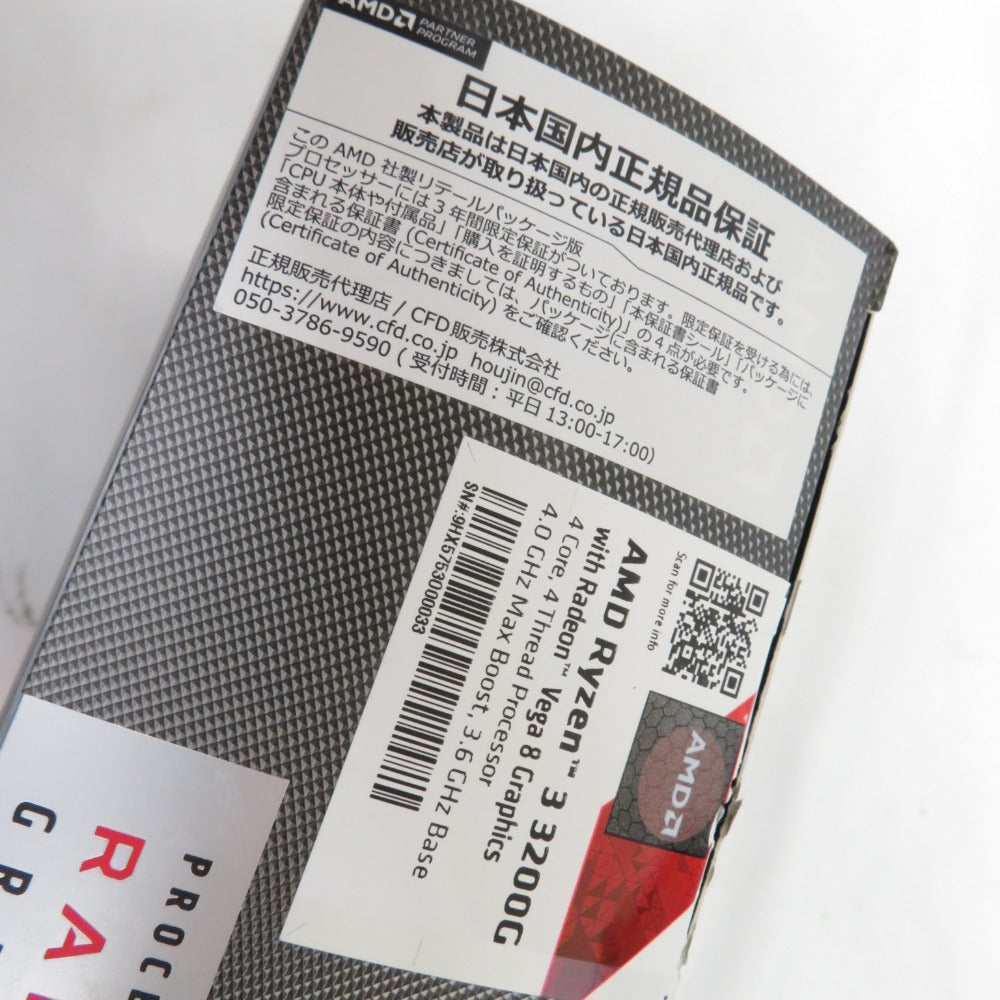 AMD
PARTNER
PROGRAM
日本国内正規品保証
本製品は日本国内の正規販売代理店および
販売店が取り扱っている日本国内正規品です。
この AMD 社製リテールパッケージ版
プロセッサーには 3 年間限定保証がついております。限定保証を受ける為には、
「CPU 本体や付属品」「購入を証明するもの」「本保証書シール」「パッケージに
含まれる保証書 (Certificate of Authenticity)」の 4 点が必要です。
限定保証の内容につきましては、パッケージに含まれる保証書
(Certificate of Authenticity) をご確認ください。
正規販売代理店 / CFD 販売株式会社
https://www.cfd.co.jp houjin@cfd.co.jp
050-3786-9590 ( 受付時間：平日 13:00-17:00)
Scan for more info
AMD
AMD Ryzen™ 3 3200G
with Radeon™ Vega 8 Graphics
4 Core, 4 Thread Processor
4.0 GHz Max Boost, 3.6 GHz Base
SN#:9HX6763000033